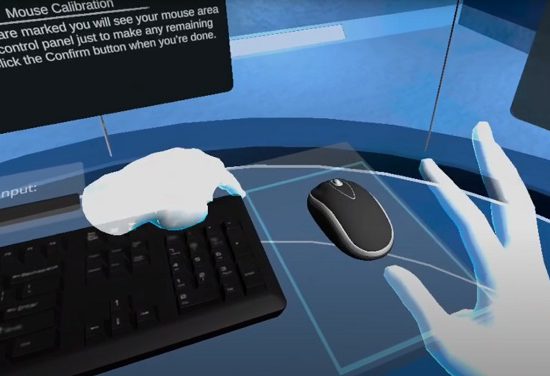 Mouse Calibration
are marked you will see your mouse area
control panel just to make any remaining
lick the Confirm button when you're done.
nput: